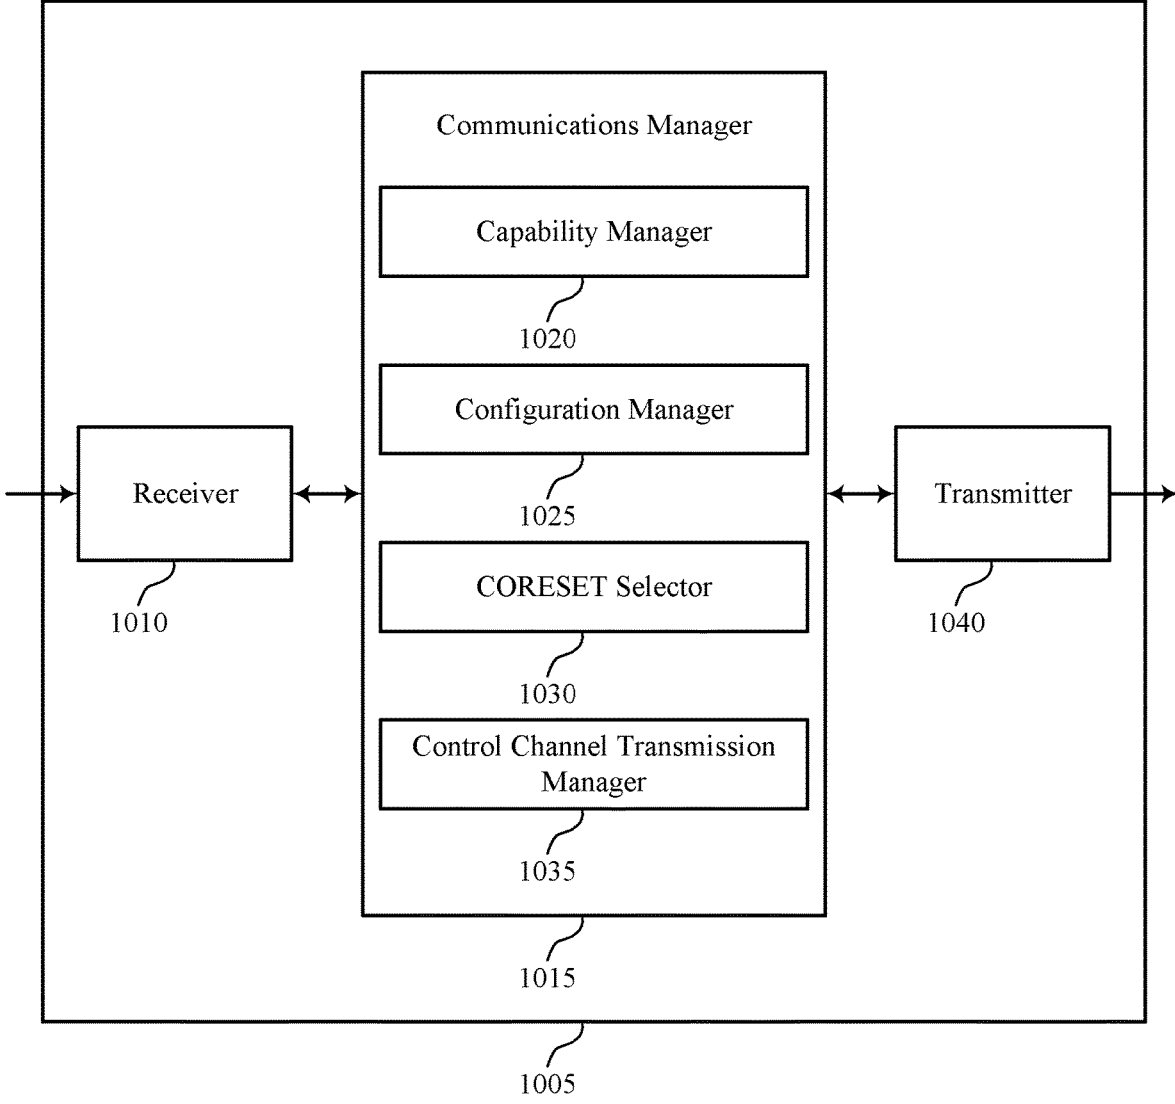 Communications Manager
Capability Manager
1020
Configuration Manager
1025
Receiver
1010
Transmitter
1040
CORESET Selector
1030
Control Channel Transmission
Manager
1035
1015
1005